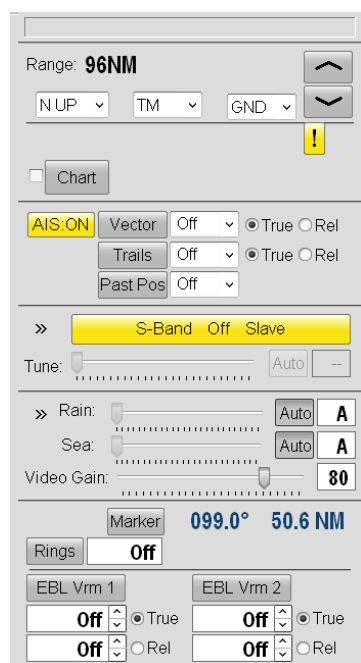 Range: 96NM
N UP TM GND
!
Chart
AIS:ON Vector Off True Rel
Trails Off True Rel
Past Pos Off
» S-Band Off Slave
Tune: Auto --
» Rain: Auto A
Sea: Auto A
Video Gain: 80
Marker 099.0° 50.6 NM
Rings Off
EBL Vrm 1 EBL Vrm 2
Off True Off True
Off Rel Off Rel